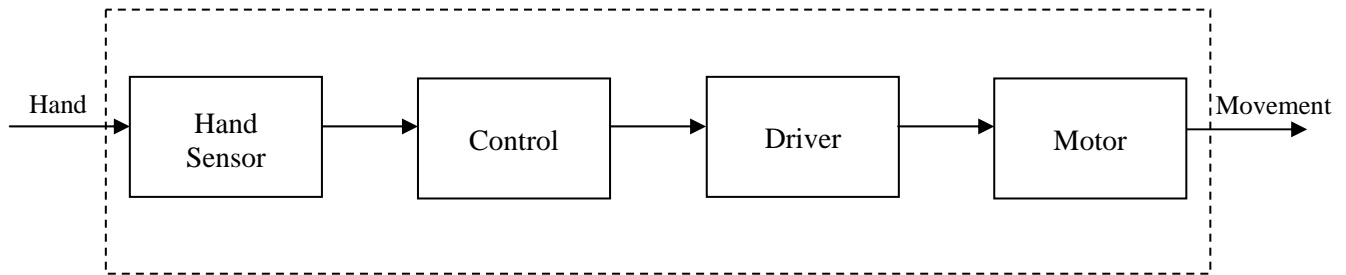 Hand
Hand
Sensor
Control
Driver
Motor
Movement